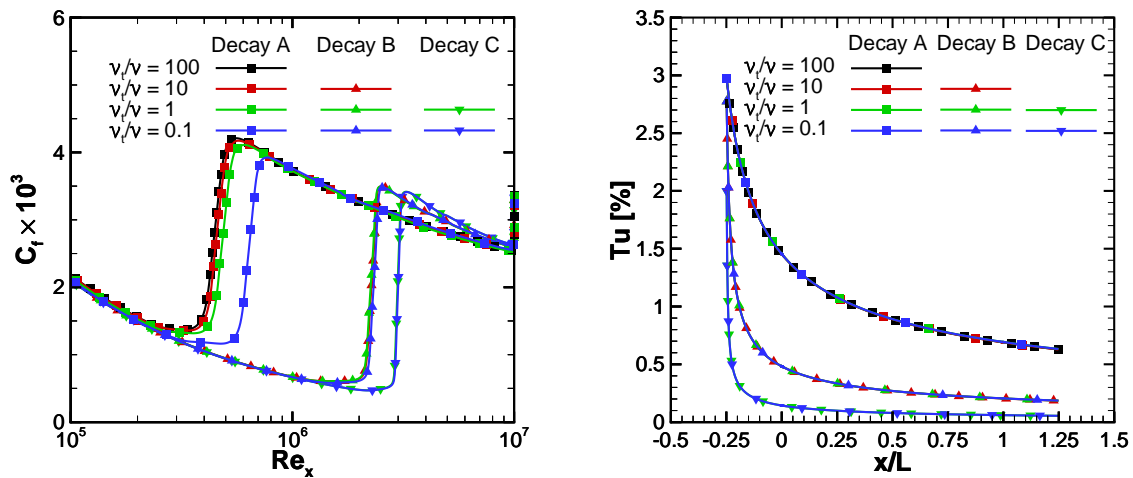 Decay A Decay B Decay C
νt/ν = 100
νt/ν = 10
νt/ν = 1
νt/ν = 0.1
6
4
2
0
Cf × 10³
10⁵ 10⁶ 10⁷
Reₓ
Decay A Decay B Decay C
νt/ν = 100
νt/ν = 10
νt/ν = 1
νt/ν = 0.1
3.5
3
2.5
2
1.5
1
0.5
0
Tu [%]
-0.5 -0.25 0 0.25 0.5 0.75 1 1.25 1.5
x/L